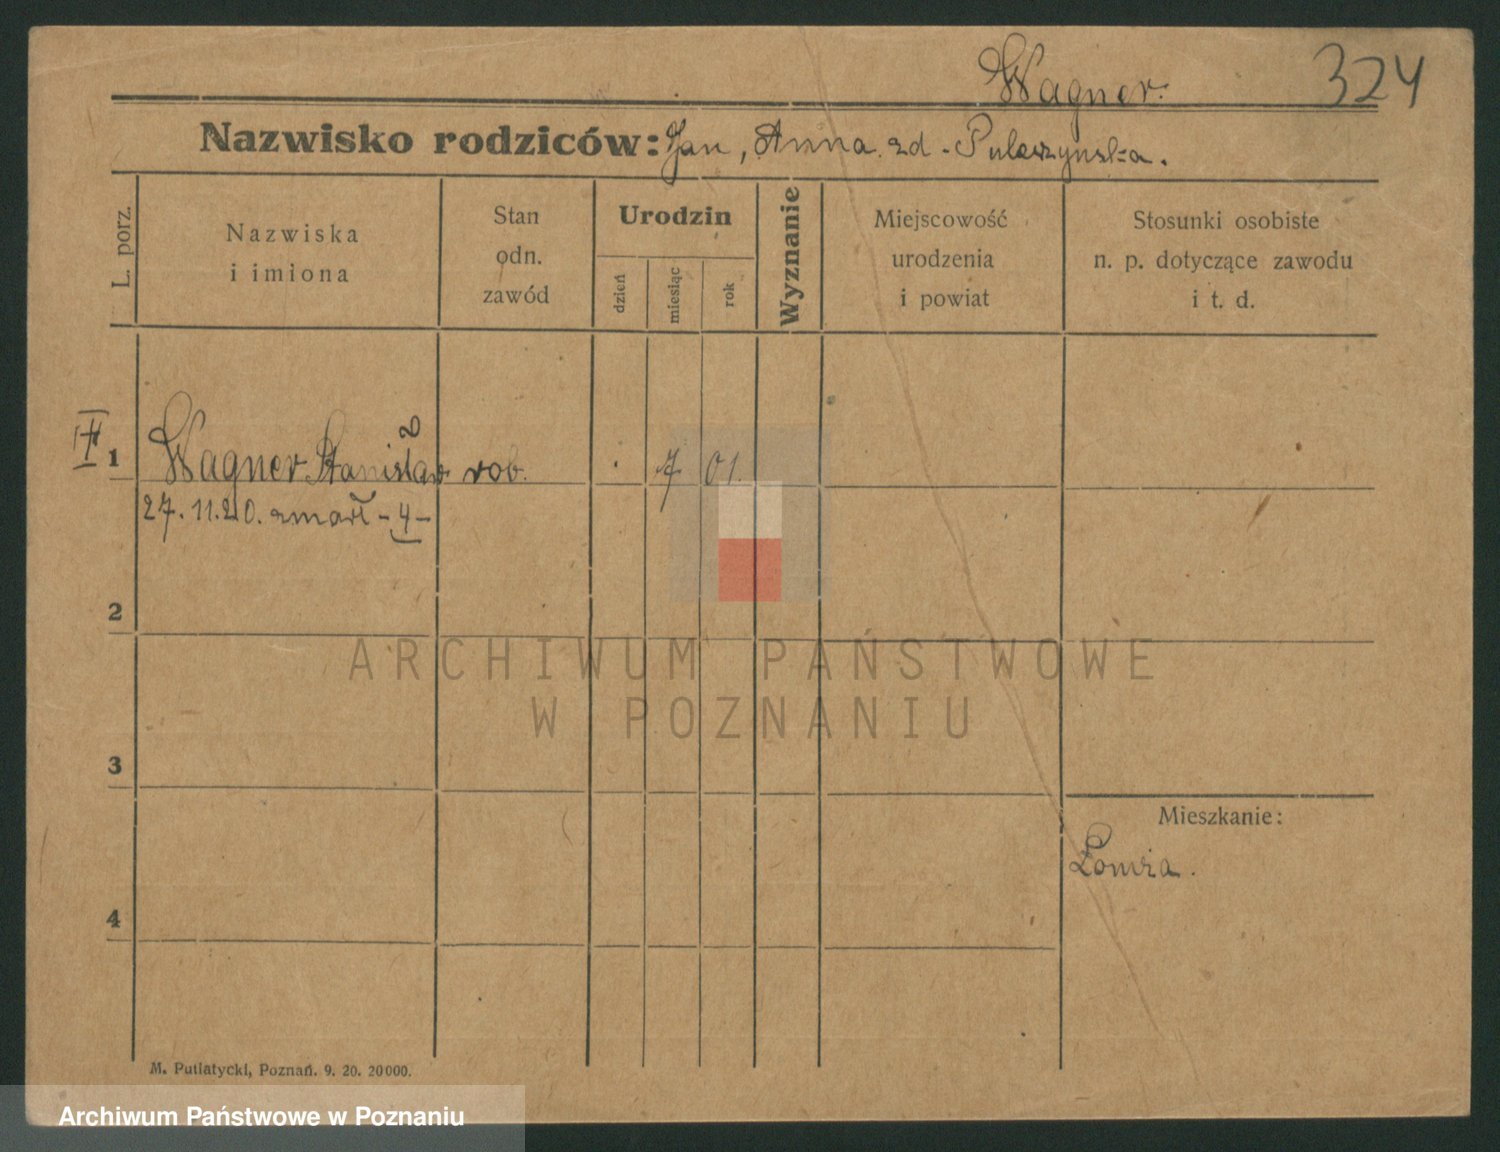 Wagner. 324
Nazwisko rodziców: Jan, Anna zd.
L. porz.
Nazwiska
i imiona
Stan
odn.
zawód
Urodzin
dzień
miesiąc
rok
Wyznanie
Miejscowość
urodzenia
i powiat
Stosunki osobiste
n. p. dotyczące zawodu
i t. d.
1 Wagner Stanisław rob. 7 01.
27.11.20. zmarł -4-
2
3
4
Mieszkanie:
Łomża.
M. Putiatycki, Poznań. 9. 20. 20000.
ARCHIWUM PAŃSTWOWE
W POZNANIU
Archiwum Państwowe w Poznaniu